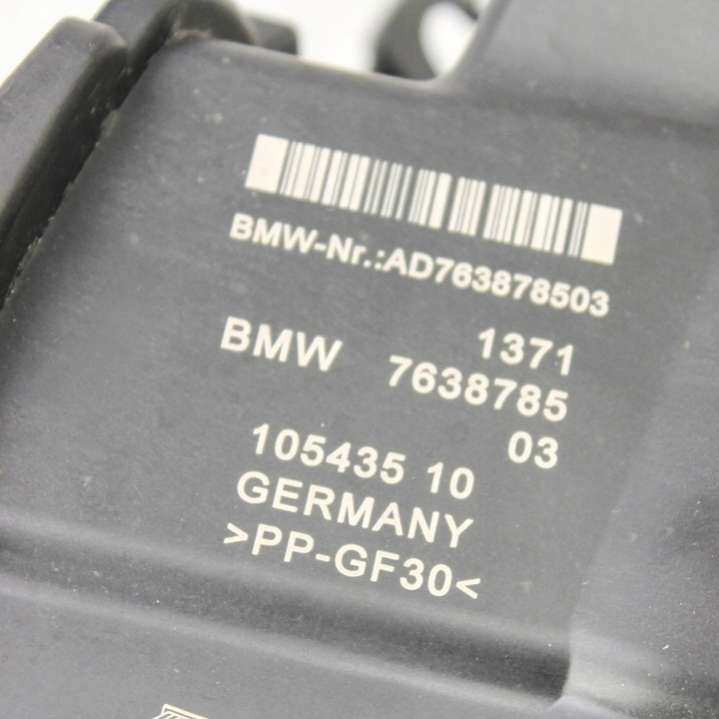 BMW-Nr.:AD763878503
1371
BMW 7638785
03
105435 10
GERMANY
>PP-GF30<